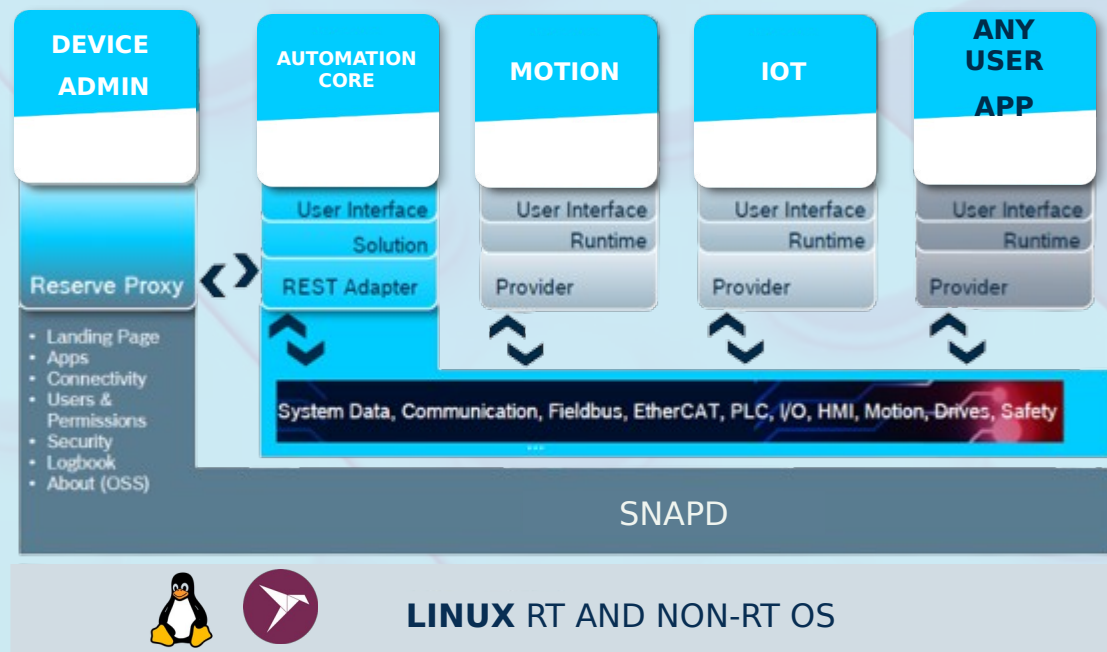 DEVICE
ADMIN
AUTOMATION
CORE
MOTION
IOT
ANY
USER
APP
User Interface
Solution
REST Adapter
User Interface
Runtime
Provider
User Interface
Runtime
Provider
User Interface
Runtime
Provider
Reserve Proxy
• Landing Page
• Apps
• Connectivity
• Users &
Permissions
• Security
• Logbook
• About (OSS)
System Data, Communication, Fieldbus, EtherCAT, PLC, I/O, HMI, Motion, Drives, Safety
...
SNAPD
LINUX RT AND NON-RT OS